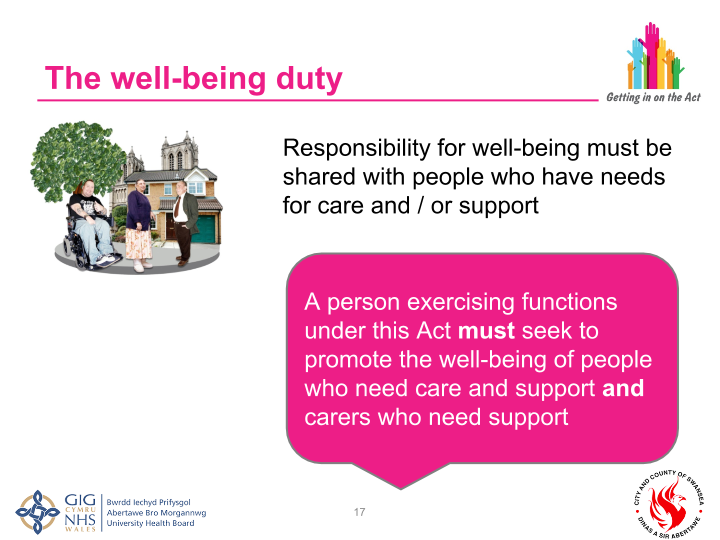 The well-being duty
Getting in on the Act
Responsibility for well-being must be
shared with people who have needs
for care and / or support
A person exercising functions
under this Act must seek to
promote the well-being of people
who need care and support and
carers who need support
GIG
CYMRU
NHS
WALES
Bwrdd Iechyd Prifysgol
Abertawe Bro Morgannwg
University Health Board
17
CITY AND COUNTY OF SWANSEA
DINAS A SIR ABERTAWE